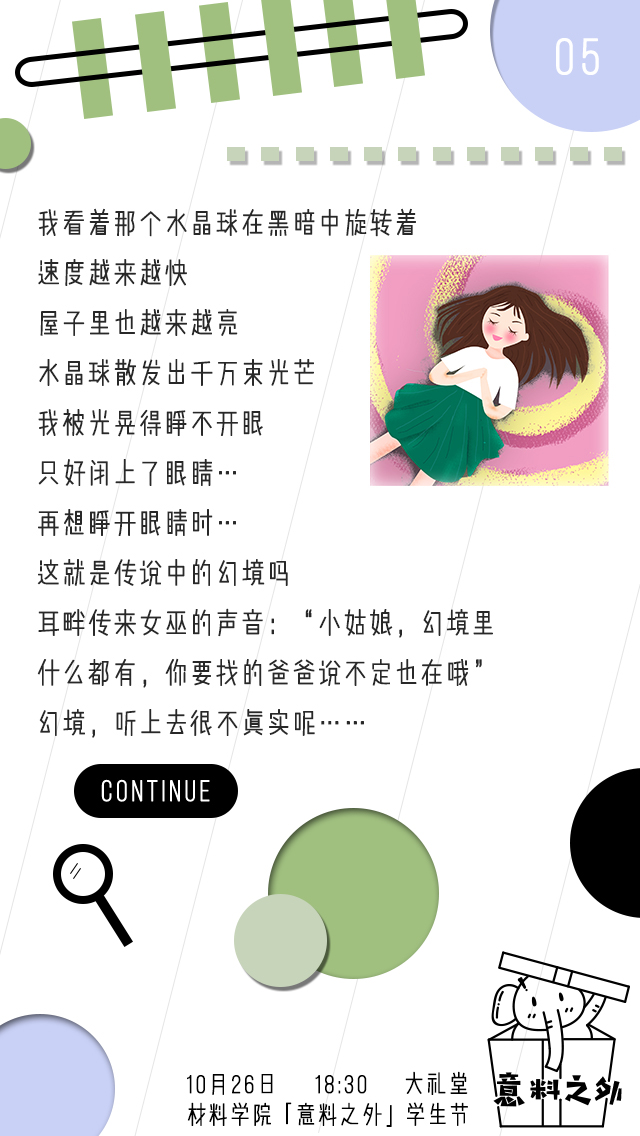 05
我看着那个水晶球在黑暗中旋转着
速度越来越快
屋子里也越来越亮
水晶球散发出千万束光芒
我被光晃得睁不开眼
只好闭上了眼睛…
再想睁开眼睛时…
这就是传说中的幻境吗
耳畔传来女巫的声音：“小姑娘，幻境里
什么都有，你要找的爸爸说不定也在哦”
幻境，听上去很不真实呢……
CONTINUE
10月26日 18:30 大礼堂
材料学院「意料之外」学生节
意料之外